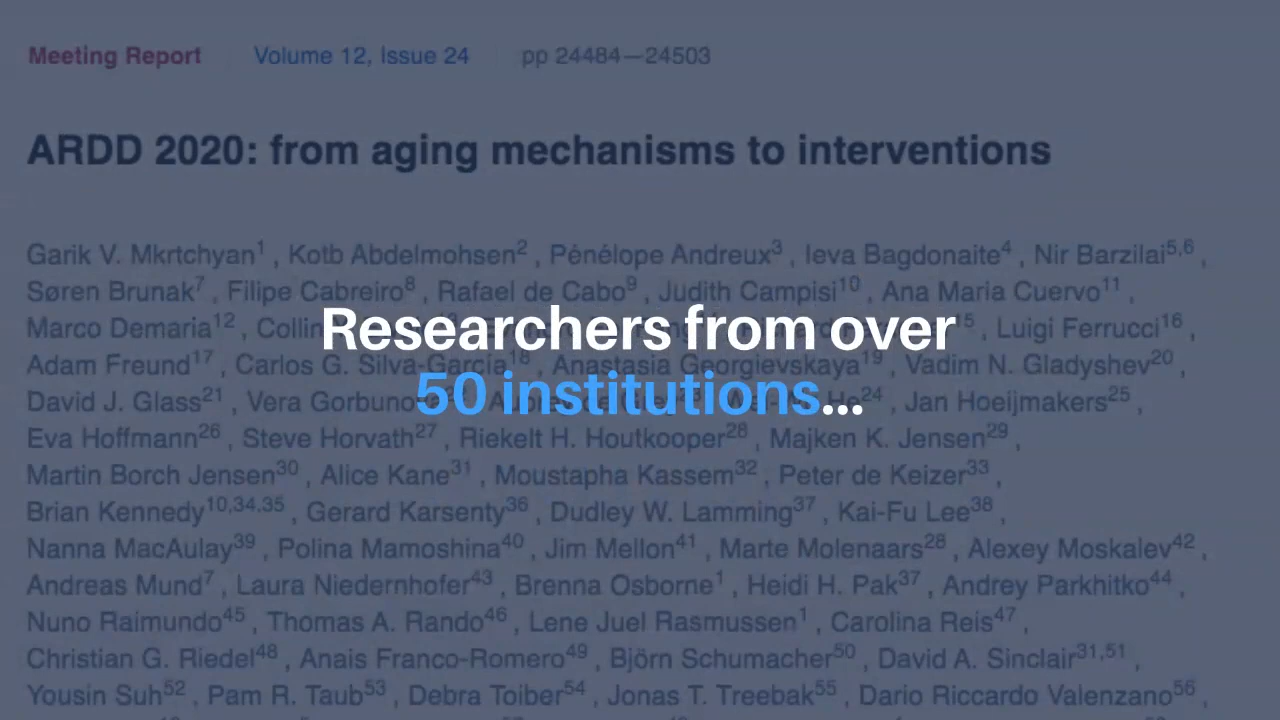 Meeting Report Volume 12, Issue 24 pp 24484—24503
ARDD 2020: from aging mechanisms to interventions
Garik V. Mkrtchyan1 , Kotb Abdelmohsen2 , Pénélope Andreux3 , Ieva Bagdonaite4 , Nir Barzilai5,6 ,
Søren Brunak7 , Filipe Cabreiro8 , Rafael de Cabo9 , Judith Campisi10 , Ana Maria Cuervo11 ,
Researchers from over
Marco Demaria12 , 15 , Luigi Ferrucci16 ,
Adam Freund17 , Carlos G. Silva-García18 , Anastasia Georgievskaya19 , Vadim N. Gladyshev20 ,
50 institutions...
David J. Glass21 , Vera 24 , Jan Hoeijmakers25 ,
Eva Hoffmann26 , Steve Horvath27 , Riekelt H. Houtkooper28 , Majken K. Jensen29 ,
Martin Borch Jensen30 , Alice Kane31 , Moustapha Kassem32 , Peter de Keizer33 ,
Brian Kennedy10,34,35 , Gerard Karsenty36 , Dudley W. Lamming37 , Kai-Fu Lee38 ,
Nanna MacAulay39 , Polina Mamoshina40 , Jim Mellon41 , Marte Molenaars28 , Alexey Moskalev42 ,
Andreas Mund7 , Laura Niedernhofer43 , Brenna Osborne1 , Heidi H. Pak37 , Andrey Parkhitko44 ,
Nuno Raimundo45 , Thomas A. Rando46 , Lene Juel Rasmussen1 , Carolina Reis47 ,
Christian G. Riedel48 , Anais Franco-Romero49 , Björn Schumacher50 , David A. Sinclair31,51 ,
Yousin Suh52 , Pam R. Taub53 , Debra Toiber54 , Jonas T. Treebak55 , Dario Riccardo Valenzano56 ,